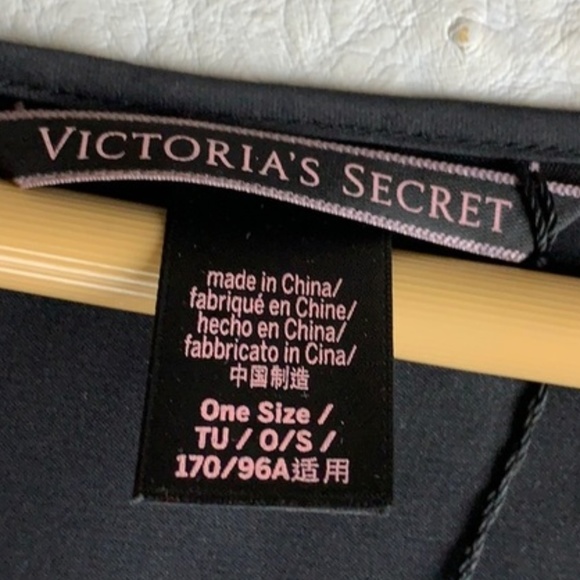 VICTORIA'S SECRET
made in China/
fabriqué en Chine/
hecho en China/
fabbricato in Cina/
中国制造
One Size /
TU / O/S /
170/96A适用